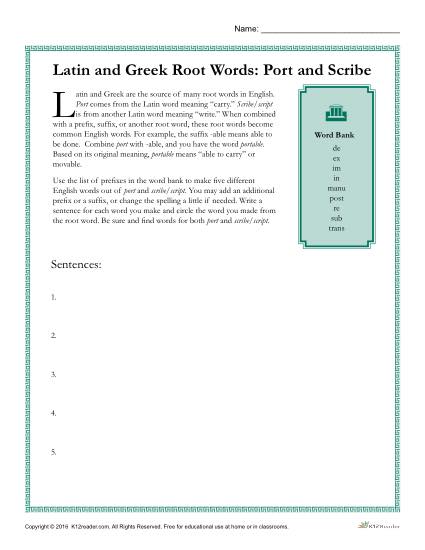 Name:
Latin and Greek Root Words: Port and Scribe
Latin and Greek are the source of many root words in English.
Port comes from the Latin word meaning “carry.” Scribe/script
is from another Latin word meaning “write.” When combined
with a prefix, suffix, or another root word, these root words become
common English words. For example, the suffix -able means able to
be done. Combine port with -able, and you have the word portable.
Based on its original meaning, portable means “able to carry” or
movable.
Use the list of prefixes in the word bank to make five different
English words out of port and scribe/script. You may add an additional
prefix or a suffix, or change the spelling a little if needed. Write a
sentence for each word you make and circle the word you made from
the root word. Be sure and find words for both port and scribe/script.
Word Bank
de
ex
im
in
manu
post
re
sub
trans
Sentences:
1.
2.
3.
4.
5.
Copyright © 2016 K12reader.com. All Rights Reserved. Free for educational use at home or in classrooms.
K12Reader